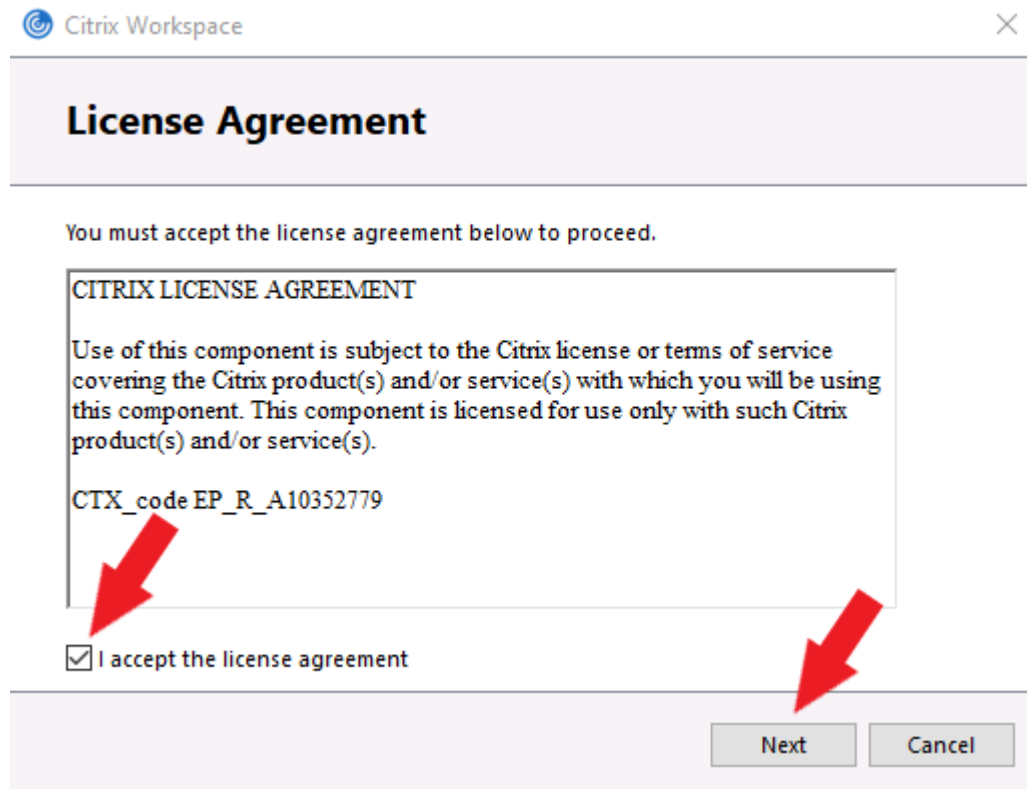 Citrix Workspace
License Agreement
You must accept the license agreement below to proceed.
CITRIX LICENSE AGREEMENT
Use of this component is subject to the Citrix license or terms of service
covering the Citrix product(s) and/or service(s) with which you will be using
this component. This component is licensed for use only with such Citrix
product(s) and/or service(s).
CTX_code EP_R_A10352779
I accept the license agreement
Next Cancel